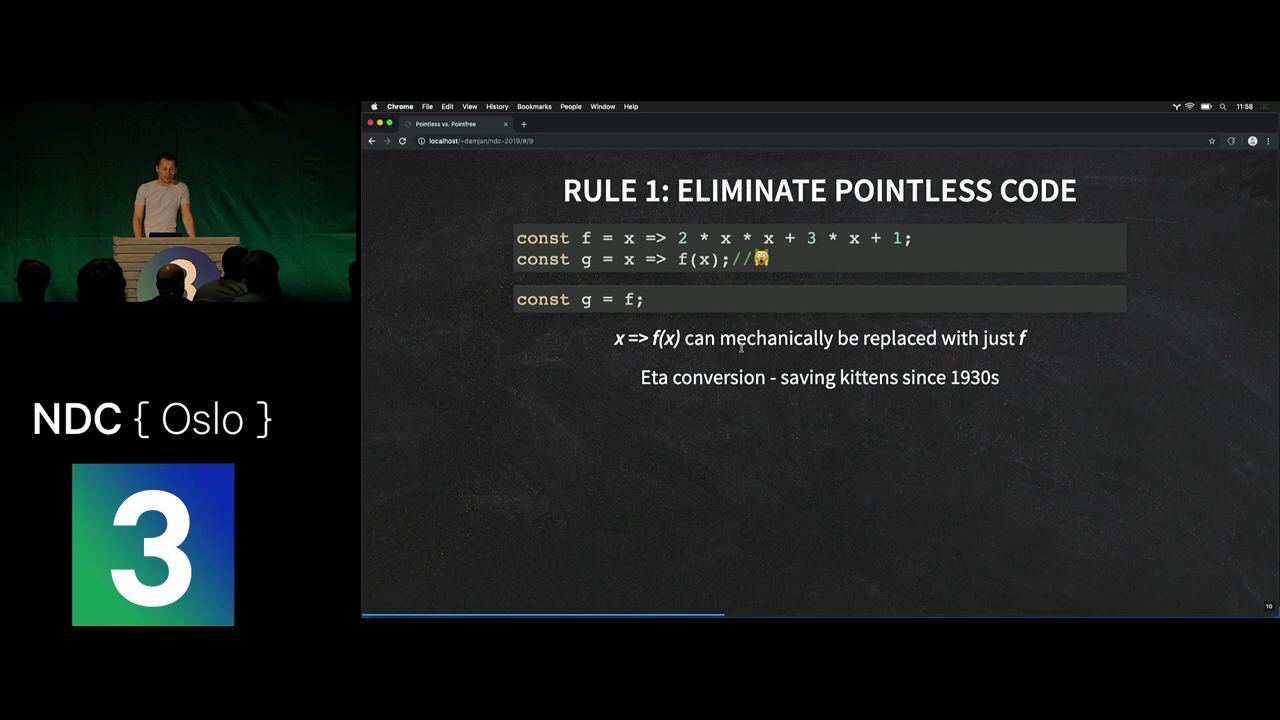 Chrome File Edit View History Bookmarks People Window Help 11:58
Pointless vs. Pointfree
localhost/~damjan/ndc-2019/#/9
RULE 1: ELIMINATE POINTLESS CODE
const f = x => 2 * x * x + 3 * x + 1;
const g = x => f(x);//🙀
const g = f;
x => f(x) can mechanically be replaced with just f
Eta conversion - saving kittens since 1930s
10
3
NDC { Oslo }
3